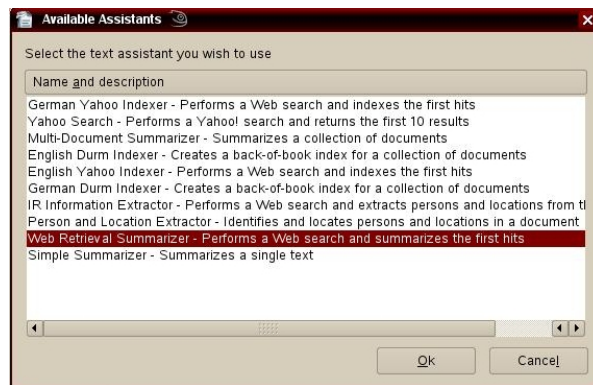 Available Assistants
Select the text assistant you wish to use
Name and description
German Yahoo Indexer - Performs a Web search and indexes the first hits
Yahoo Search - Performs a Yahoo! search and returns the first 10 results
Multi-Document Summarizer - Summarizes a collection of documents
English Durm Indexer - Creates a back-of-book index for a collection of documents
English Yahoo Indexer - Performs a Web search and indexes the first hits
German Durm Indexer - Creates a back-of-book index for a collection of documents
IR Information Extractor - Performs a Web search and extracts persons and locations from
Person and Location Extractor - Identifies and locates persons and locations in a document
Web Retrieval Summarizer - Performs a Web search and summarizes the first hits
Simple Summarizer - Summarizes a single text
Ok
Cancel